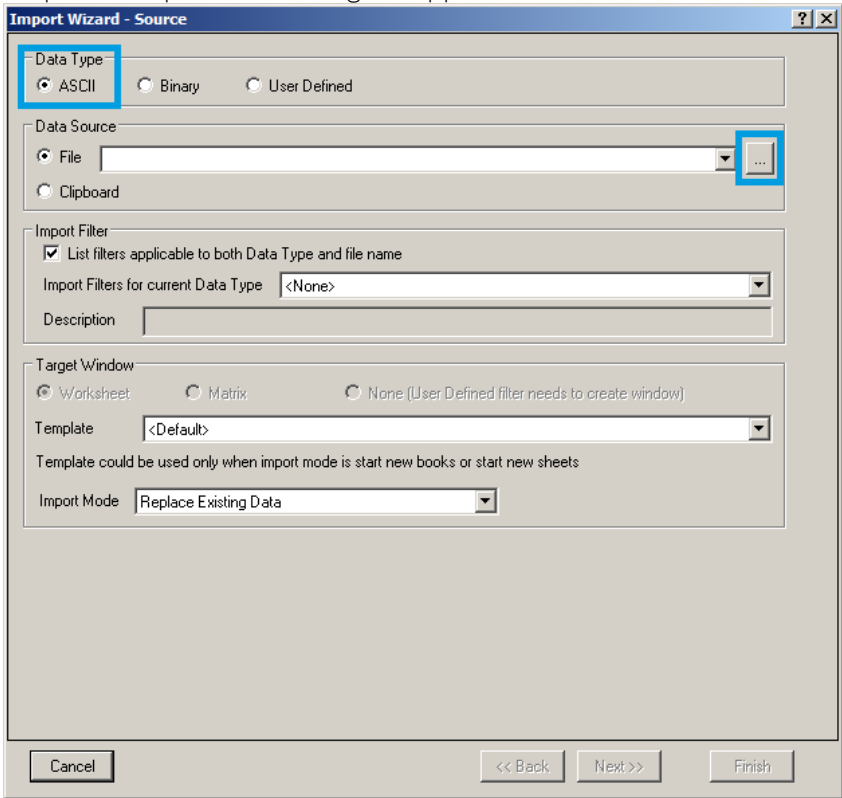 Import Wizard - Source
Data Type
ASCII Binary User Defined
Data Source
File ...
Clipboard
Import Filter
List filters applicable to both Data Type and file name
Import Filters for current Data Type <None>
Description
Target Window
Worksheet Matrix None (User Defined filter needs to create window)
Template <Default>
Template could be used only when import mode is start new books or start new sheets
Import Mode Replace Existing Data
Cancel << Back Next >> Finish